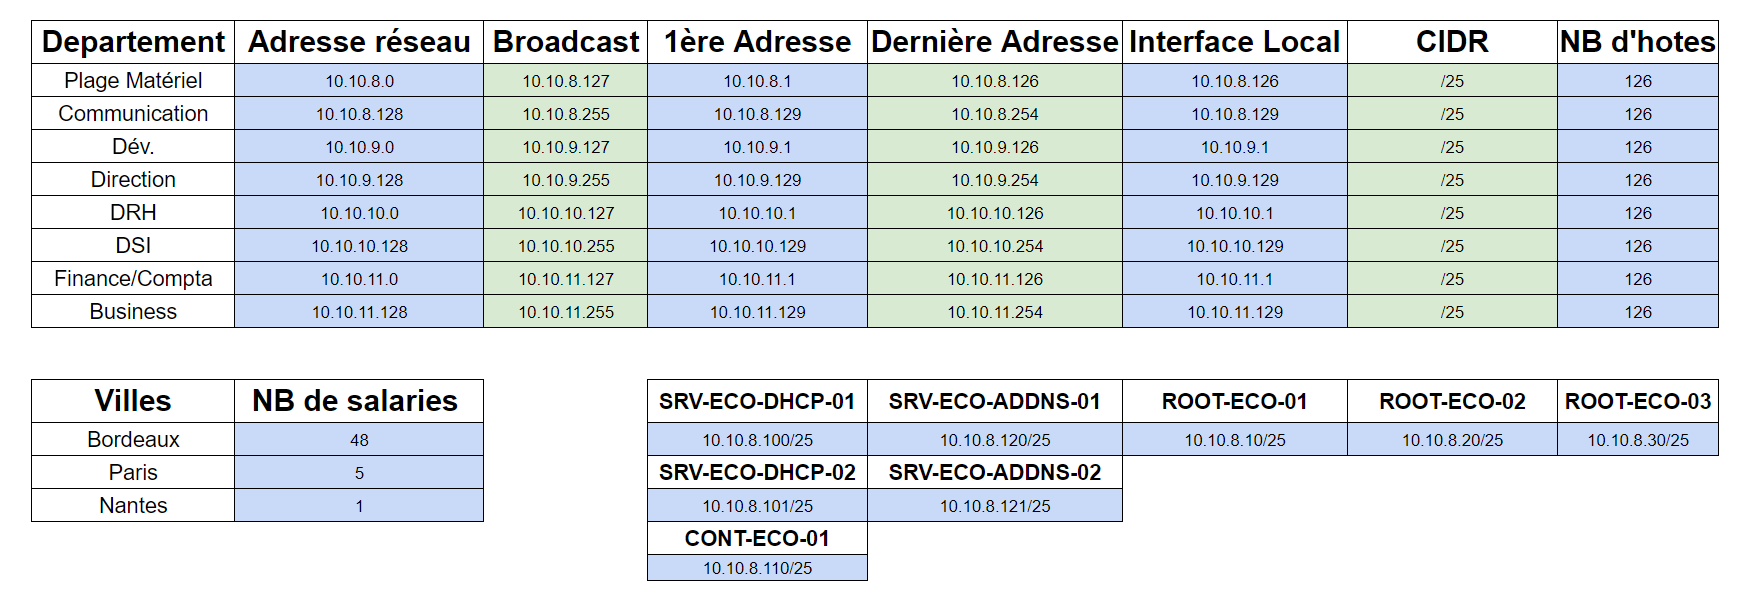 Departement Adresse réseau Broadcast 1ère Adresse Dernière Adresse Interface Local CIDR NB d'hotes
Plage Matériel 10.10.8.0 10.10.8.127 10.10.8.1 10.10.8.126 10.10.8.126 /25 126
Communication 10.10.8.128 10.10.8.255 10.10.8.129 10.10.8.254 10.10.8.129 /25 126
Dév. 10.10.9.0 10.10.9.127 10.10.9.1 10.10.9.126 10.10.9.1 /25 126
Direction 10.10.9.128 10.10.9.255 10.10.9.129 10.10.9.254 10.10.9.129 /25 126
DRH 10.10.10.0 10.10.10.127 10.10.10.1 10.10.10.126 10.10.10.1 /25 126
DSI 10.10.10.128 10.10.10.255 10.10.10.129 10.10.10.254 10.10.10.129 /25 126
Finance/Compta 10.10.11.0 10.10.11.127 10.10.11.1 10.10.11.126 10.10.11.1 /25 126
Business 10.10.11.128 10.10.11.255 10.10.11.129 10.10.11.254 10.10.11.129 /25 126
Villes NB de salaries
Bordeaux 48
Paris 5
Nantes 1
SRV-ECO-DHCP-01 SRV-ECO-ADDNS-01 ROOT-ECO-01 ROOT-ECO-02 ROOT-ECO-03
10.10.8.100/25 10.10.8.120/25 10.10.8.10/25 10.10.8.20/25 10.10.8.30/25
SRV-ECO-DHCP-02 SRV-ECO-ADDNS-02
10.10.8.101/25 10.10.8.121/25
CONT-ECO-01
10.10.8.110/25